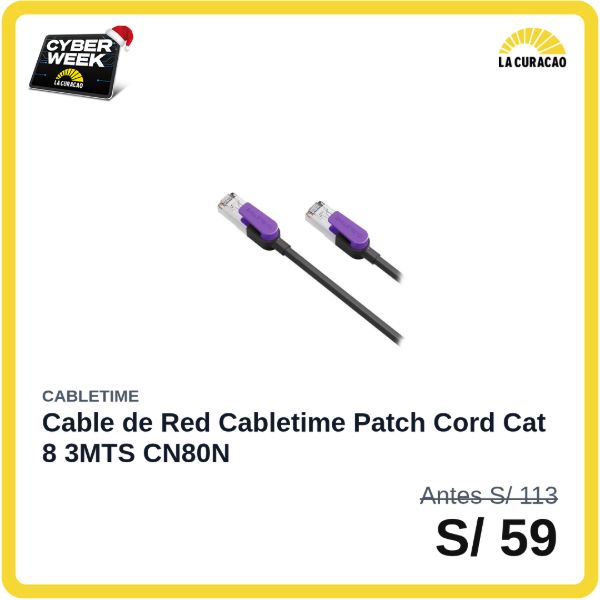 CYBER
WEEK
LA CURACAO
LA CURACAO
CABLETIME
Cable de Red Cabletime Patch Cord Cat
8 3MTS CN80N
Antes S/ 113
S/ 59